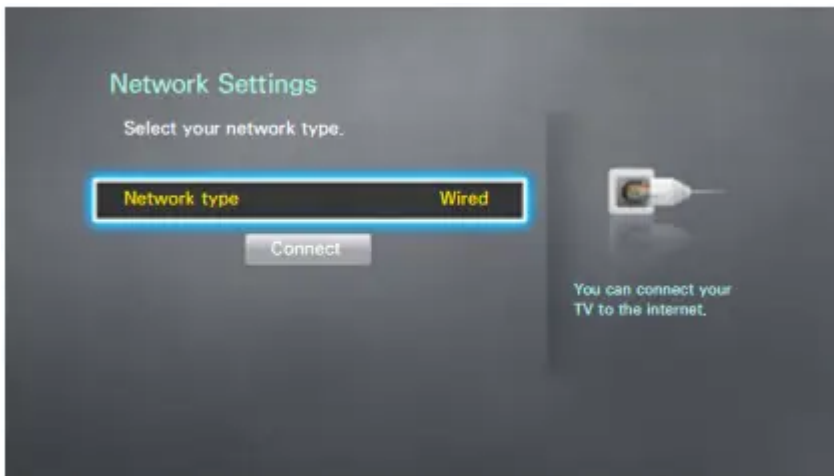 Network Settings
Select your network type.
Network type Wired
Connect
You can connect your
TV to the internet.